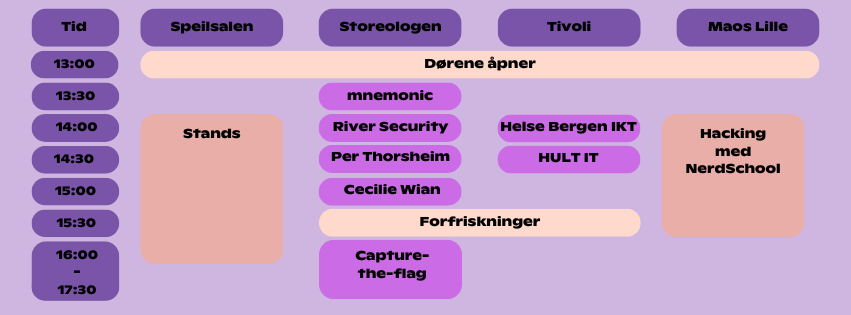 Tid Speilsalen Storeologen Tivoli Maos Lille
13:00 Dørene åpner
13:30 mnemonic
14:00 Stands River Security Helse Bergen IKT Hacking
med
NerdSchool
14:30 Per Thorsheim HULT IT
15:00 Cecilie Wian
15:30 Forfriskninger
16:00
-
17:30
Capture-
the-flag